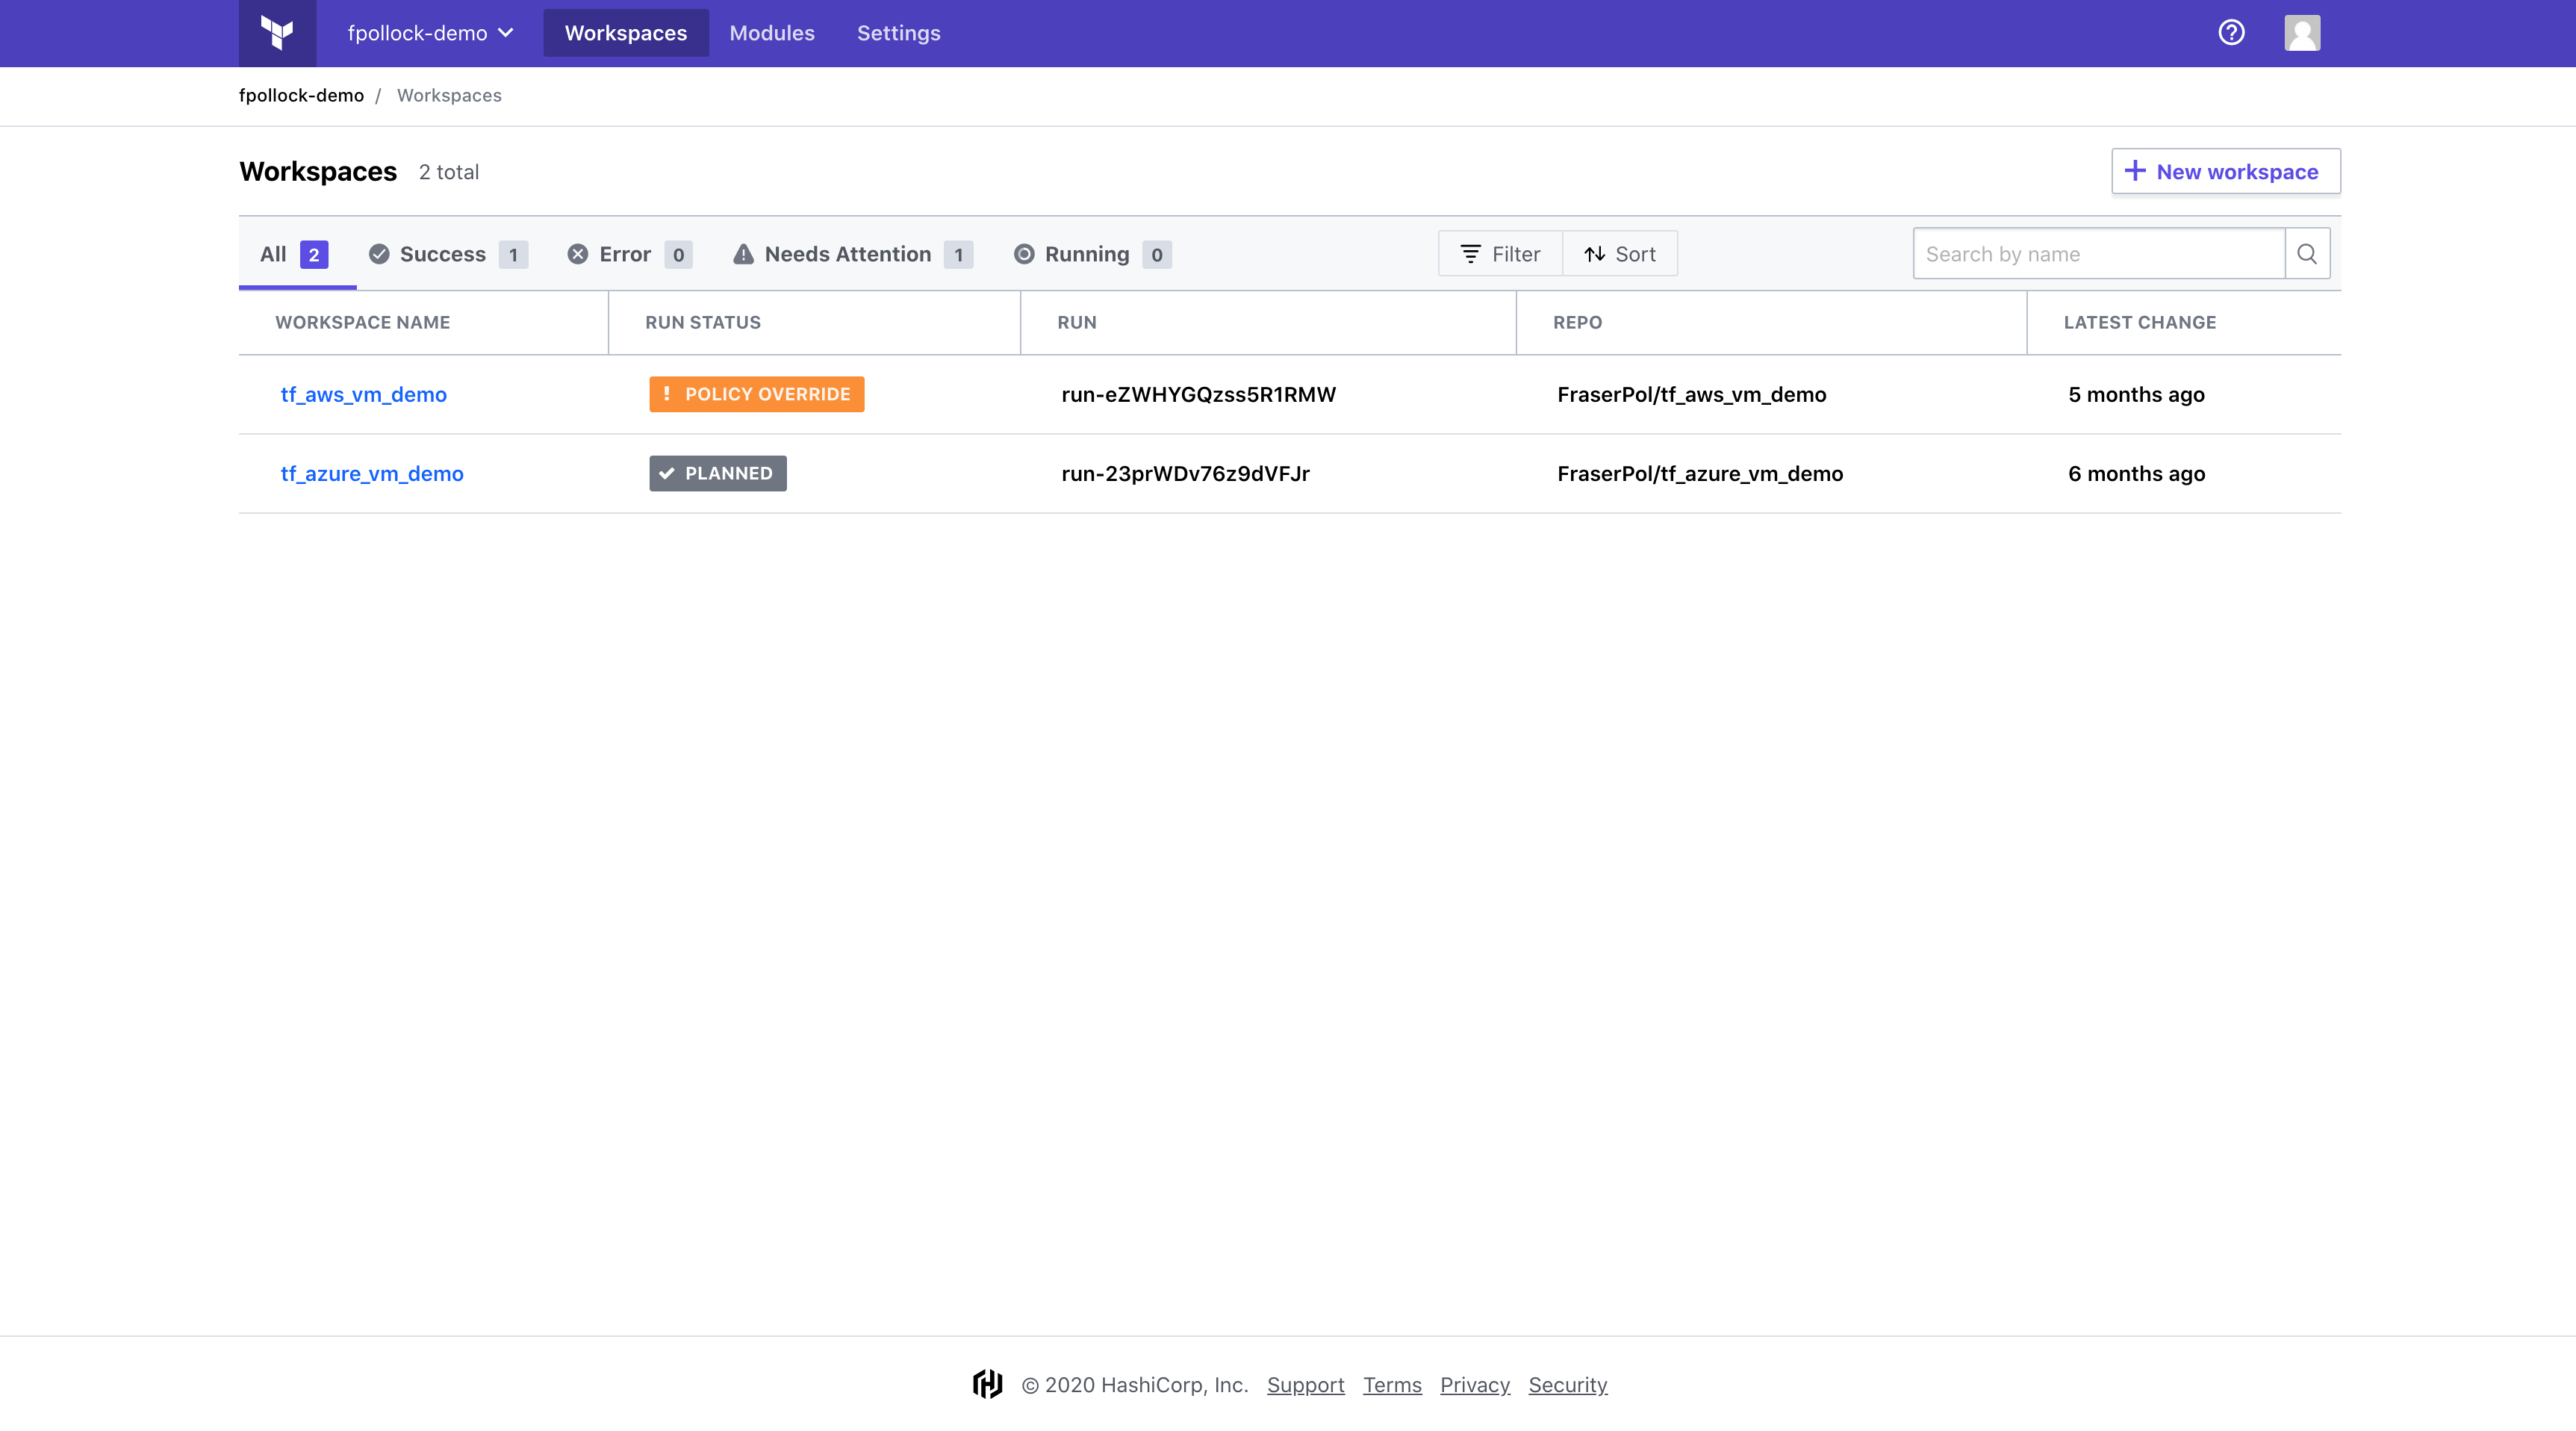 fpollock-demo Workspaces Modules Settings
fpollock-demo / Workspaces
Workspaces 2 total New workspace
All 2 Success 1 Error 0 Needs Attention 1 Running 0 Filter Sort Search by name
WORKSPACE NAME RUN STATUS RUN REPO LATEST CHANGE
tf_aws_vm_demo ! POLICY OVERRIDE run-eZWHYGQzss5R1RMW FraserPol/tf_aws_vm_demo 5 months ago
tf_azure_vm_demo PLANNED run-23prWDv76z9dVFJr FraserPol/tf_azure_vm_demo 6 months ago
© 2020 HashiCorp, Inc. Support Terms Privacy Security